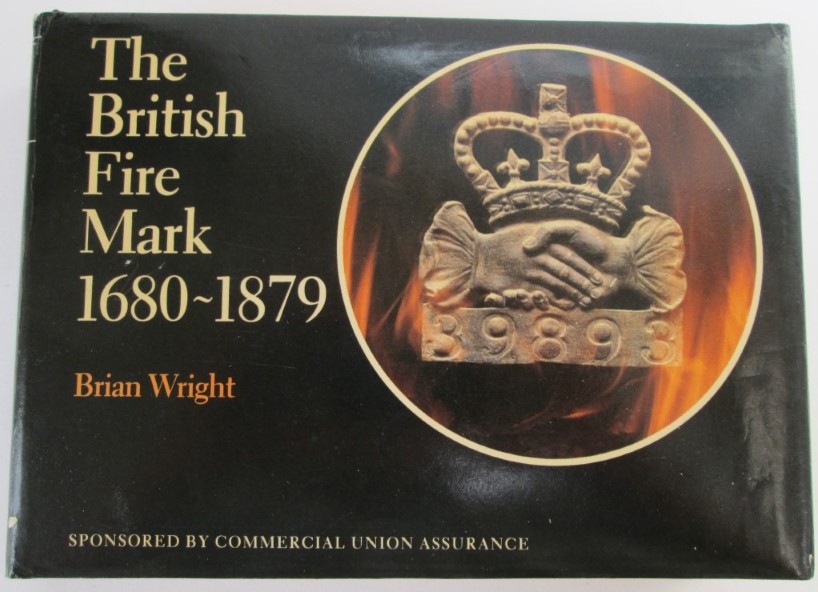 The
British
Fire
Mark
1680~1879
Brian Wright
39893
SPONSORED BY COMMERCIAL UNION ASSURANCE